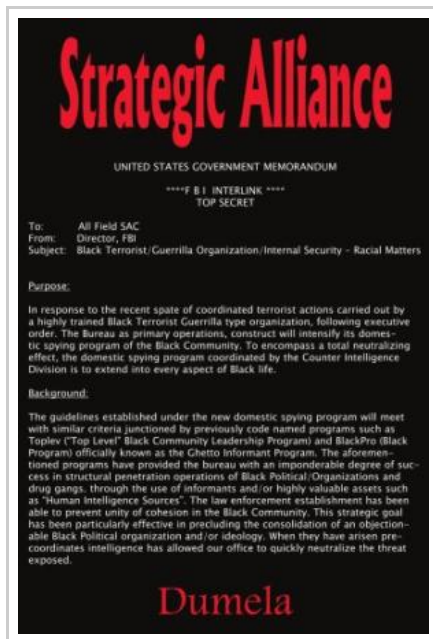 Strategic Alliance
UNITED STATES GOVERNMENT MEMORANDUM
****F B I INTERLINK ****
TOP SECRET
To: All Field SAC
From: Director, FBI
Subject: Black Terrorist/Guerrilla Organization/Internal Security - Racial Matters
Purpose:
In response to the recent spate of coordinated terrorist actions carried out by
a highly trained Black Terrorist Guerrilla type organization, following executive
order. The Bureau as primary operations, construct will intensify its domes-
tic spying program of the Black Community. To encompass a total neutralizing
effect, the domestic spying program coordinated by the Counter Intelligence
Division is to extend into every aspect of Black life.
Background:
The guidelines established under the new domestic spying program will meet
with similar criteria junctioned by previously code named programs such as
Toplev ("Top Level" Black Community Leadership Program) and BlackPro (Black
Program) officially known as the Ghetto Informant Program. The aforemen-
tioned programs have provided the bureau with an imponderable degree of suc-
cess in structural penetration operations of Black Political/Organizations and
drug gangs, through the use of informants and/or highly valuable assets such
as "Human Intelligence Sources". The law enforcement establishment has been
able to prevent unity of cohesion in the Black Community. This strategic goal
has been particularly effective in precluding the consolidation of an objection-
able Black Political organization and/or ideology. When they have arisen pre-
coordinates intelligence has allowed our office to quickly neutralize the threat
exposed.
Dumela